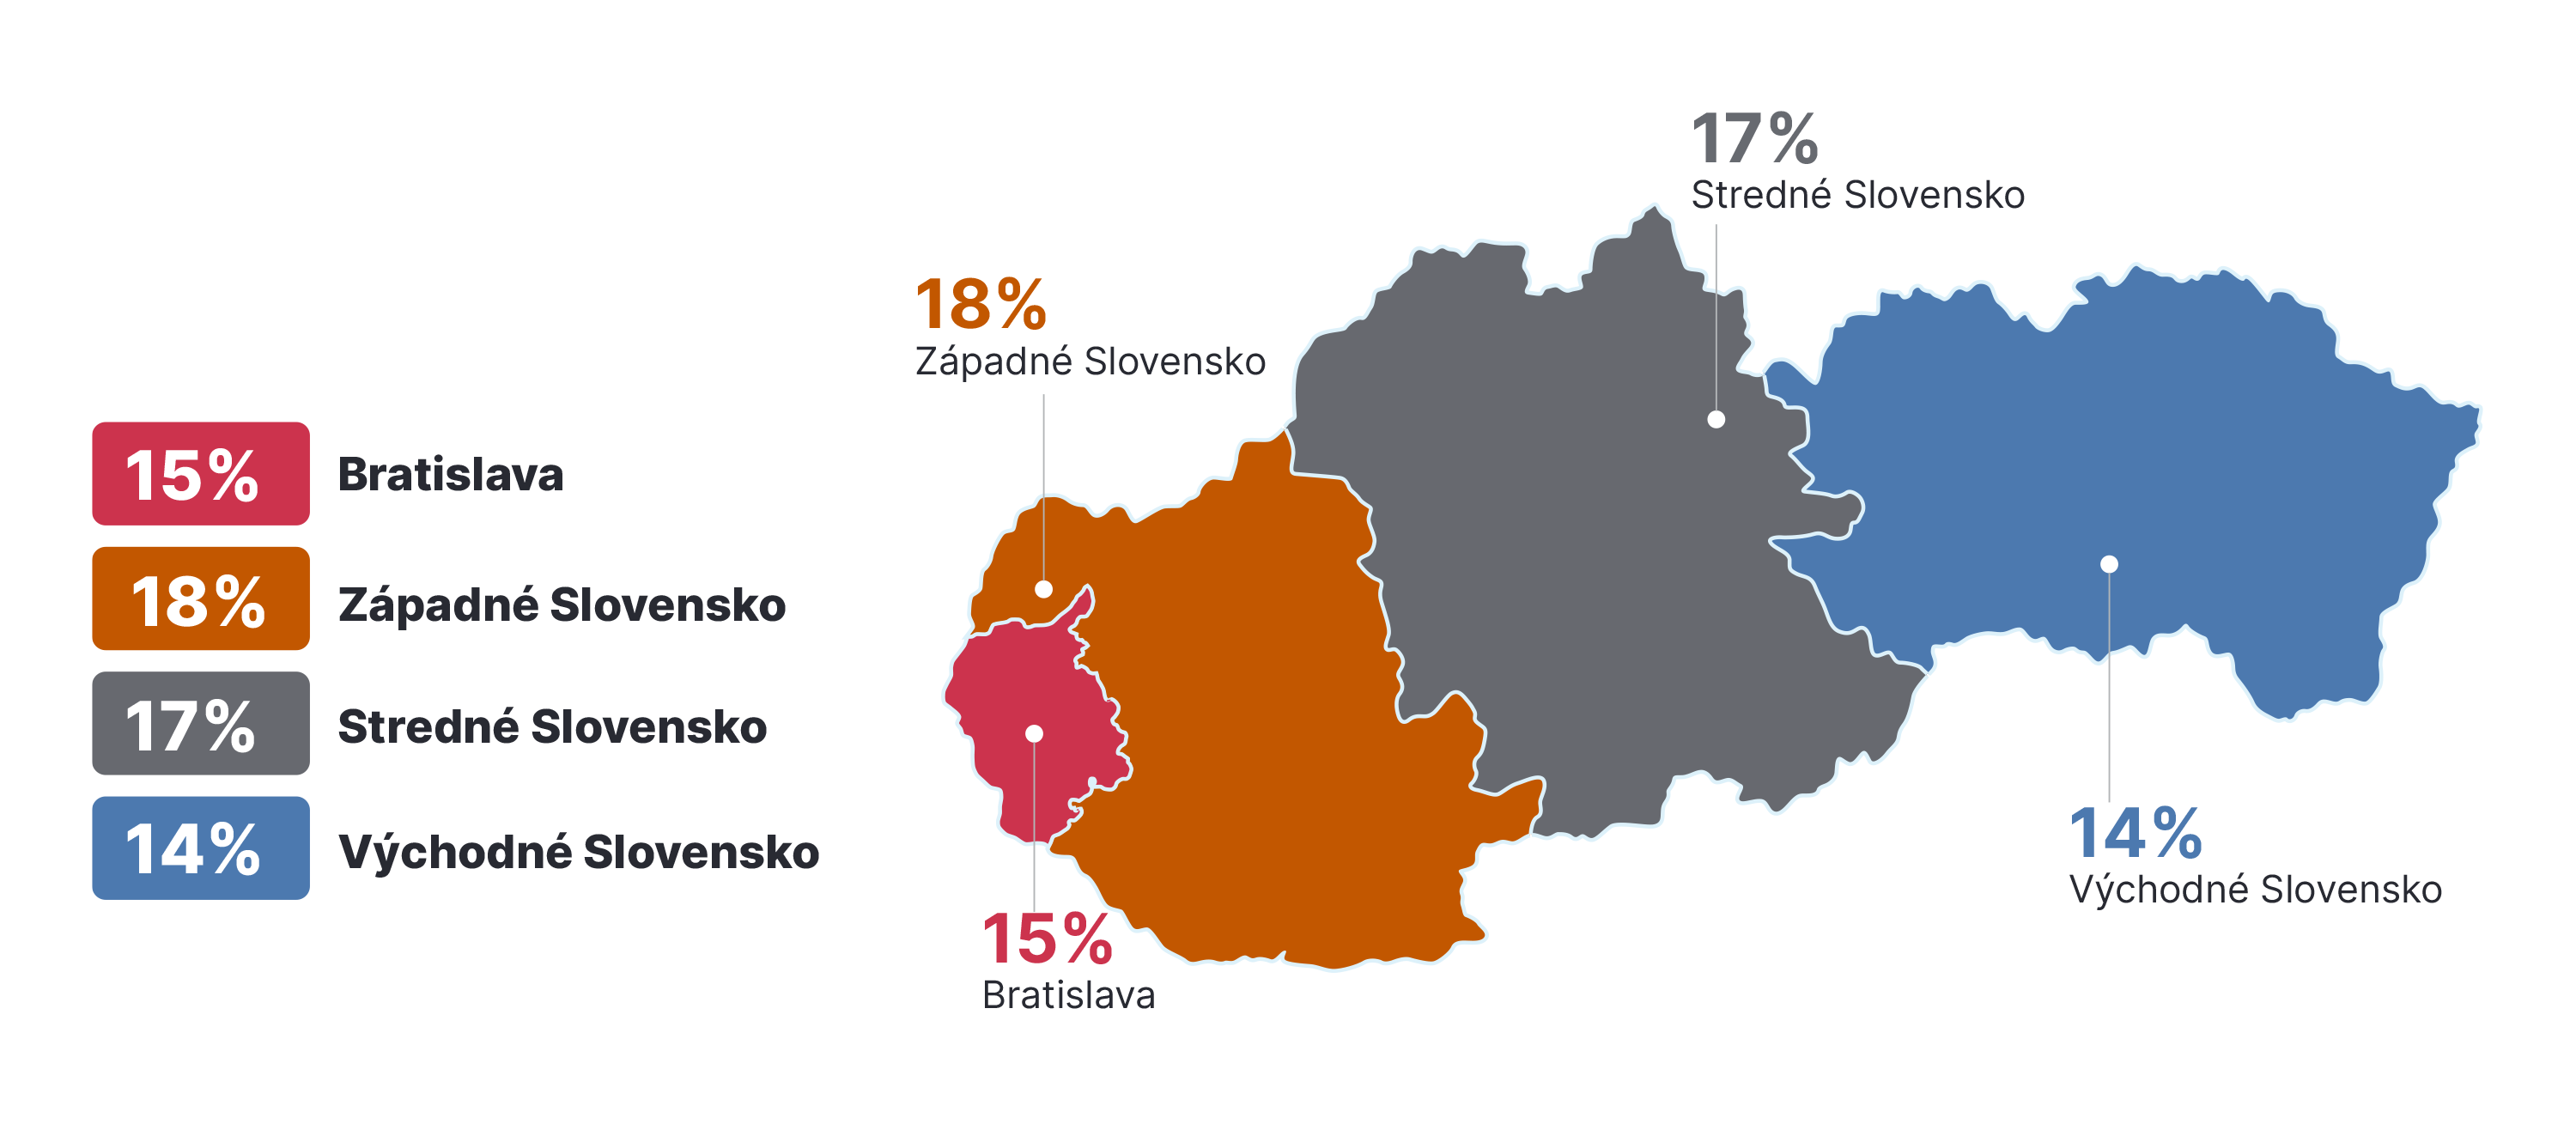 15% Bratislava
18% Západné Slovensko
17% Stredné Slovensko
14% Východné Slovensko
17%
Stredné Slovensko
18%
Západné Slovensko
14%
Východné Slovensko
15%
Bratislava